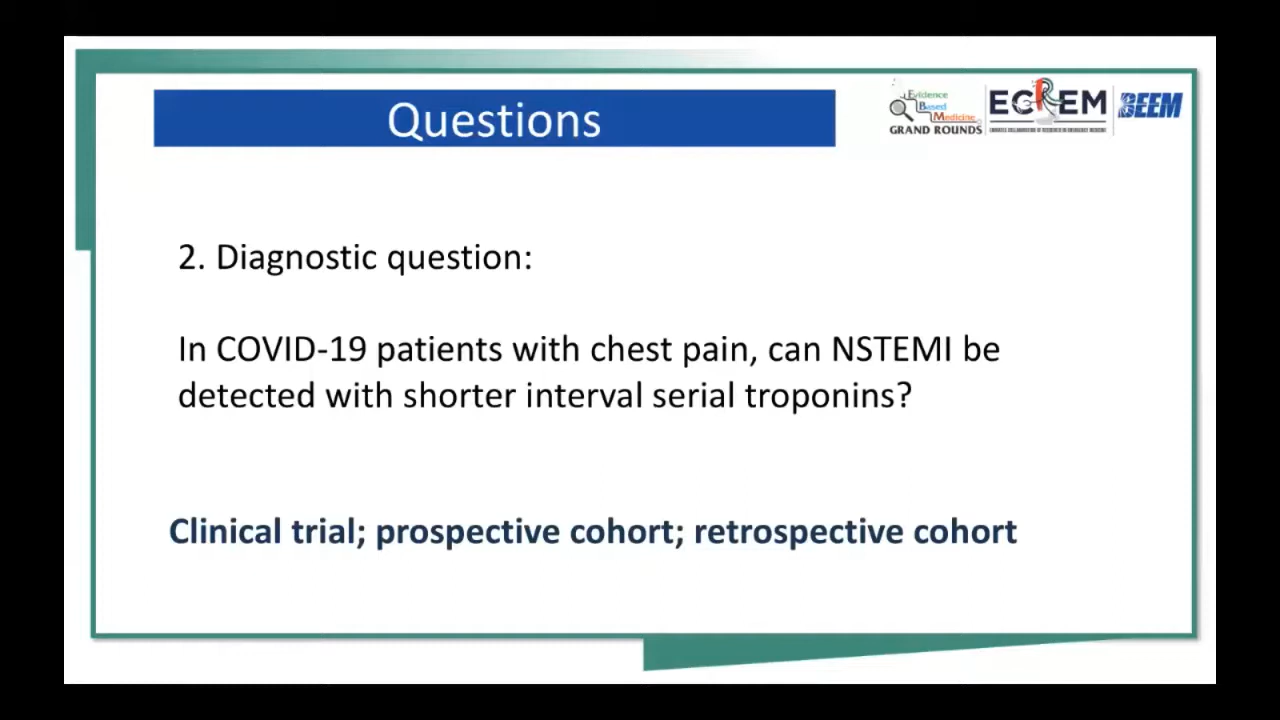 Questions
Evidence
Based
Medicine
GRAND ROUNDS
ECREM
BEEM
2. Diagnostic question:
In COVID-19 patients with chest pain, can NSTEMI be
detected with shorter interval serial troponins?
Clinical trial; prospective cohort; retrospective cohort